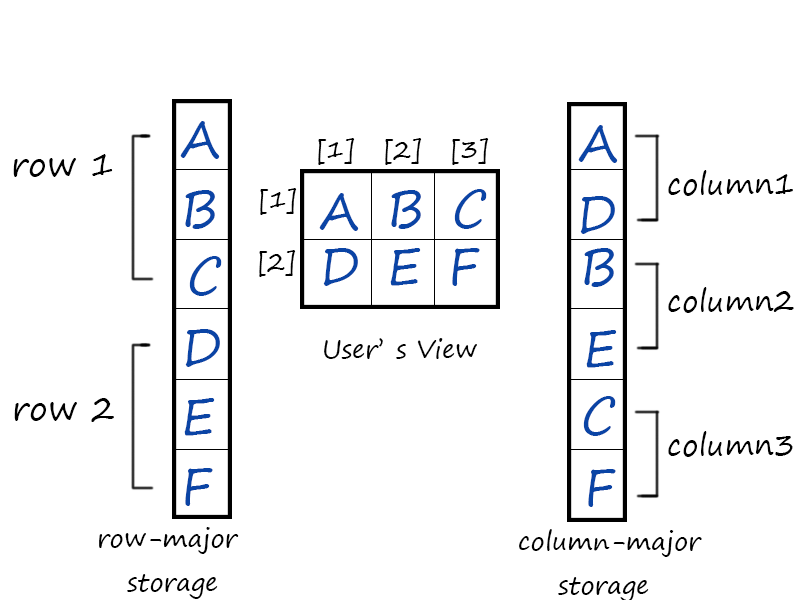 row 1
row 2
A
B
C
D
E
F
row-major
storage
[1] [2] [3]
[1] A B C
[2] D E F
User's View
A
D
B
E
C
F
column1
column2
column3
column-major
storage